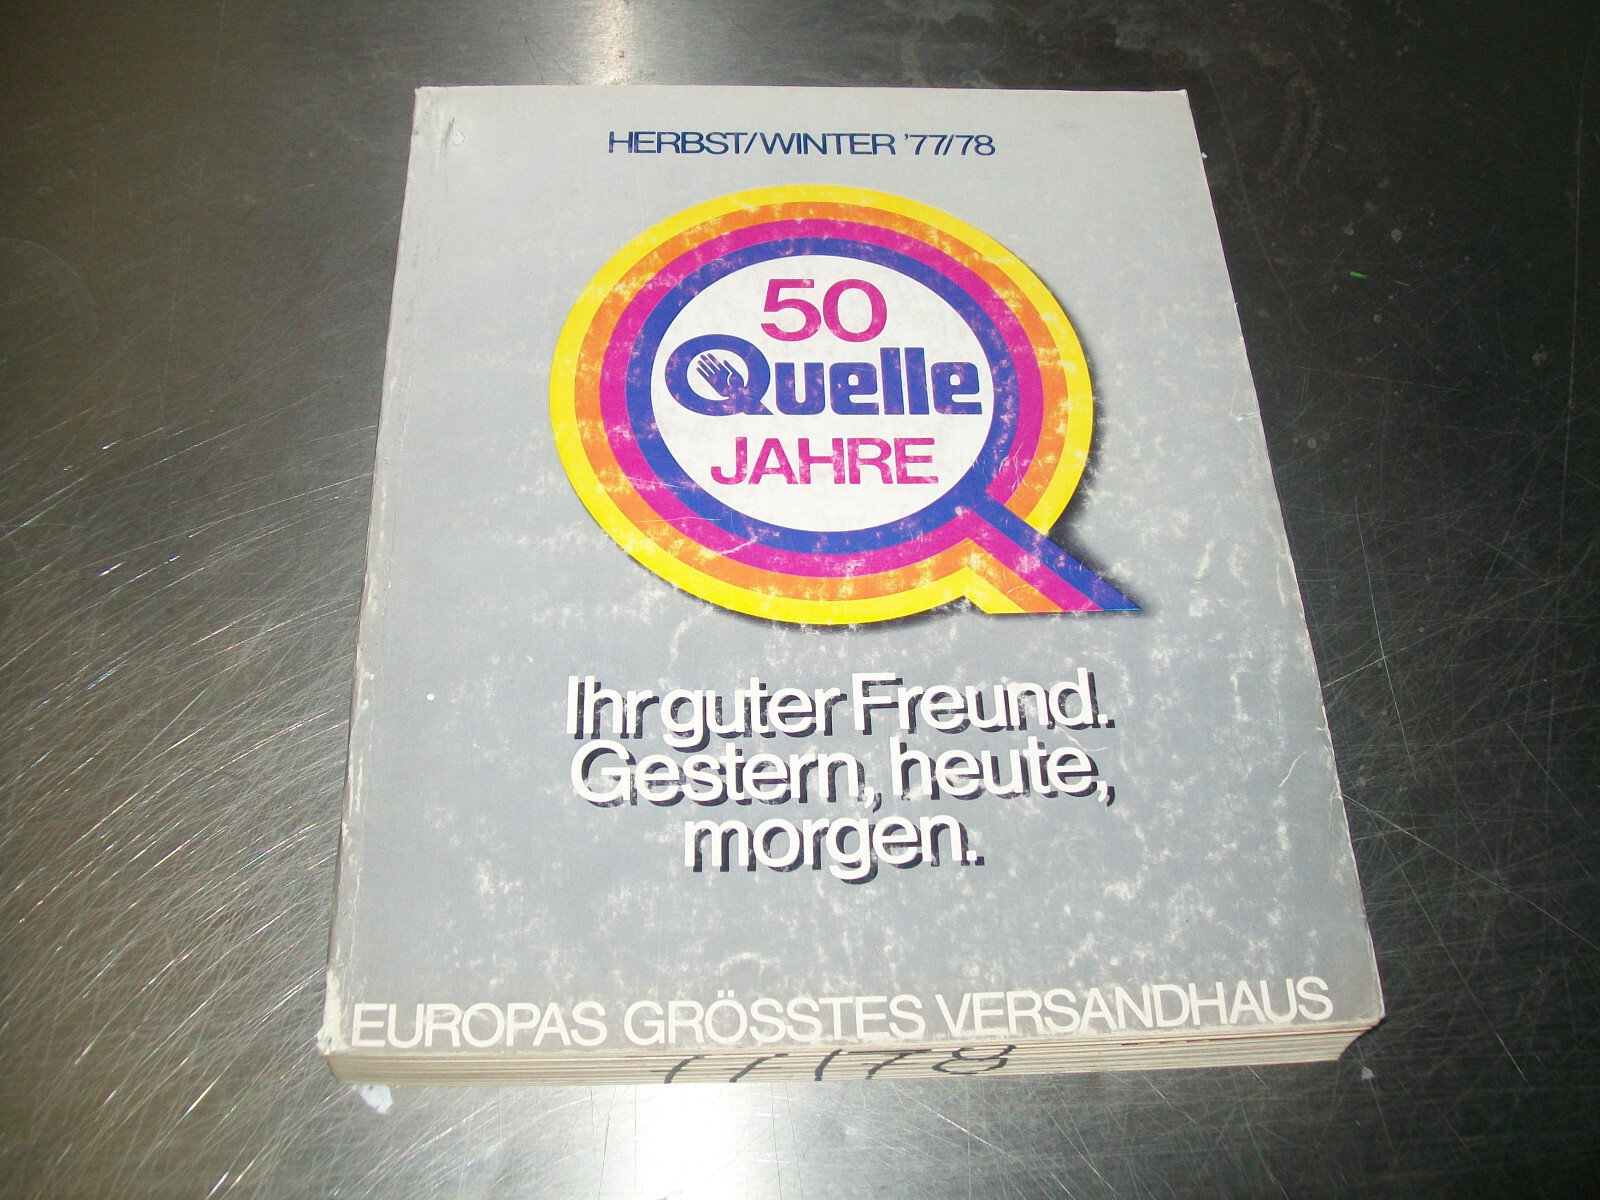 HERBST/WINTER '77/78
50
Quelle
JAHRE
Ihr guter Freund.
Gestern, heute,
morgen.
EUROPAS GRÖSSTES VERSANDHAUS
77/78